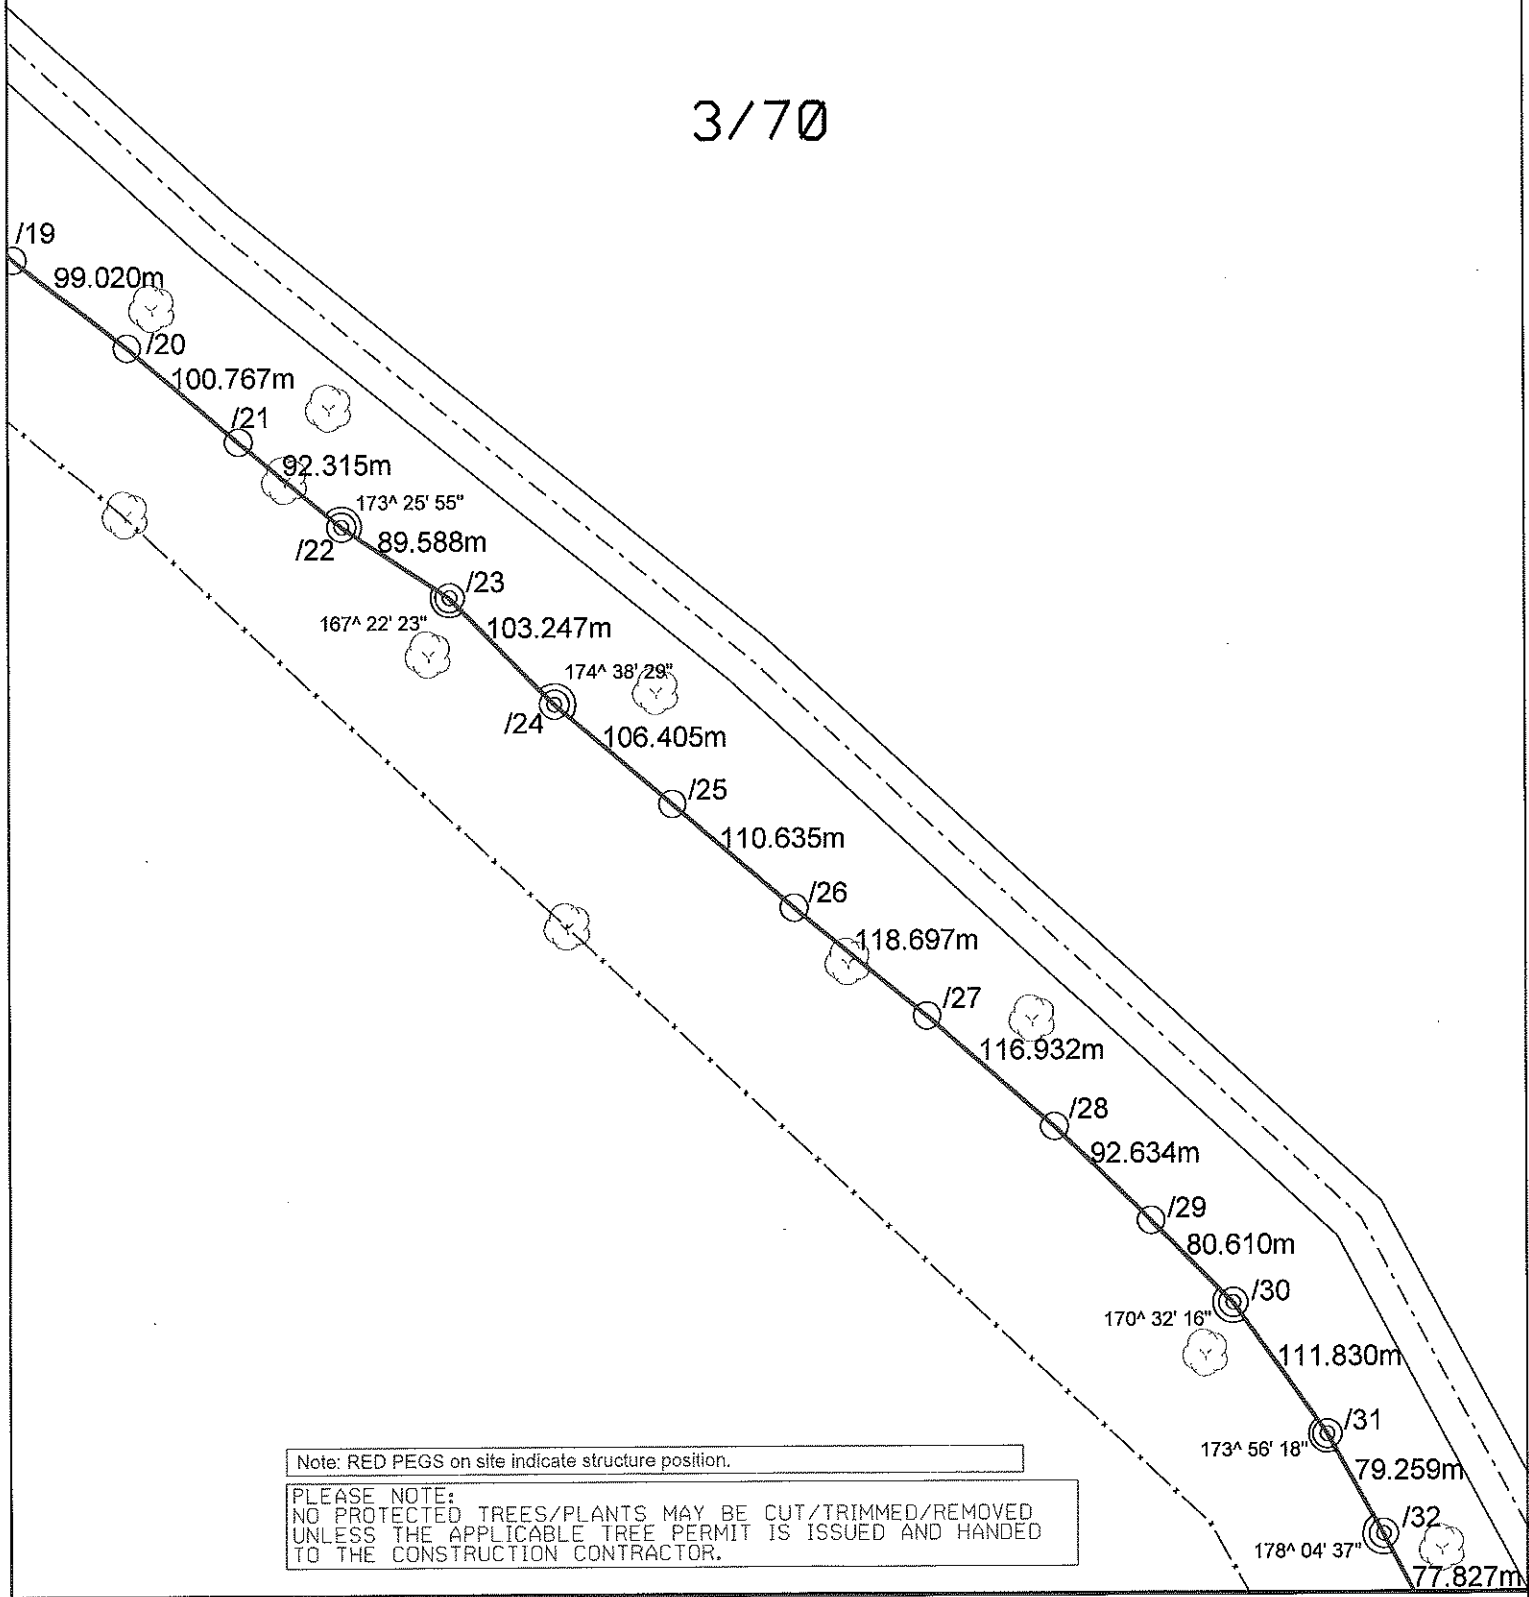 3/70
/19
99.020m
/20
100.767m
/21
92.315m
173^ 25' 55"
/22
89.588m
/23
167^ 22' 23"
103.247m
174^ 38' 29"
/24
106.405m
/25
110.635m
/26
118.697m
/27
116.932m
/28
92.634m
/29
80.610m
/30
170^ 32' 16"
111.830m
/31
173^ 56' 18"
79.259m
/32
178^ 04' 37"
77.827m
Note: RED PEGS on site indicate structure position.
PLEASE NOTE:
NO PROTECTED TREES/PLANTS MAY BE CUT/TRIMMED/REMOVED
UNLESS THE APPLICABLE TREE PERMIT IS ISSUED AND HANDED
TO THE CONSTRUCTION CONTRACTOR.